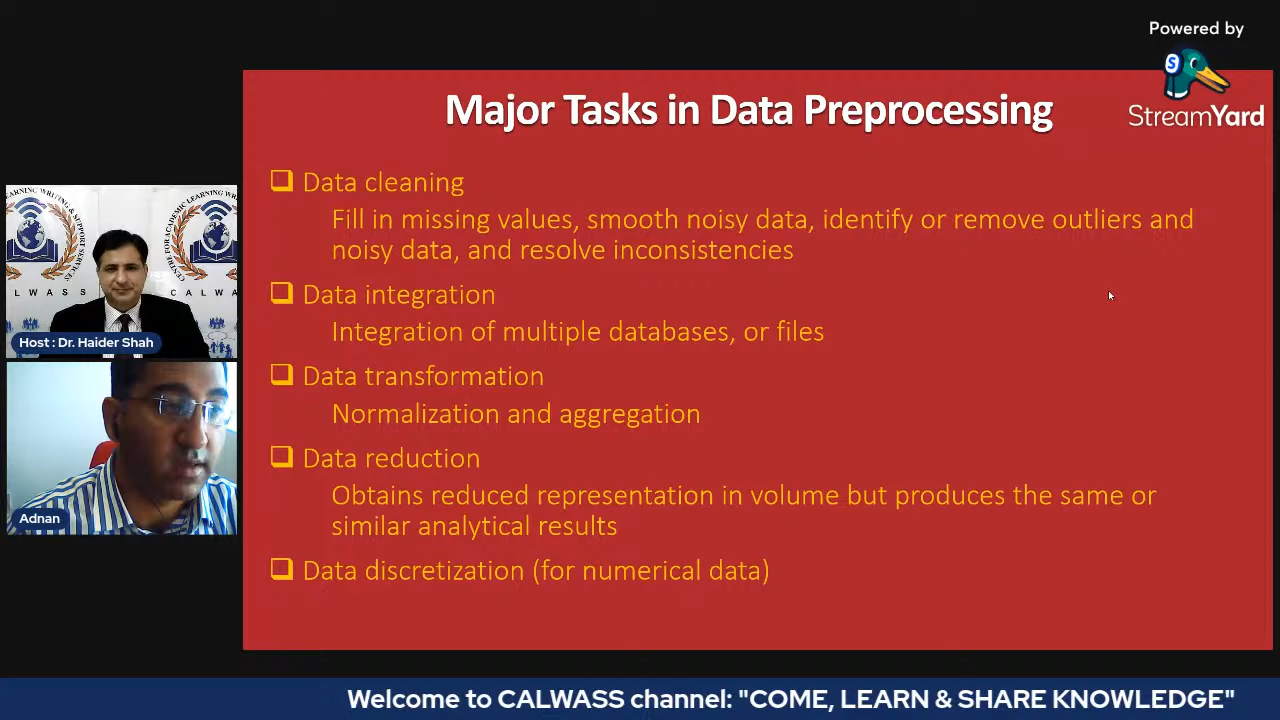 Powered by
StreamYard
Major Tasks in Data Preprocessing
Data cleaning
Fill in missing values, smooth noisy data, identify or remove outliers and
noisy data, and resolve inconsistencies
Data integration
Integration of multiple databases, or files
Data transformation
Normalization and aggregation
Data reduction
Obtains reduced representation in volume but produces the same or
similar analytical results
Data discretization (for numerical data)
Host : Dr. Haider Shah
Adnan
Welcome to CALWASS channel: "COME, LEARN & SHARE KNOWLEDGE"